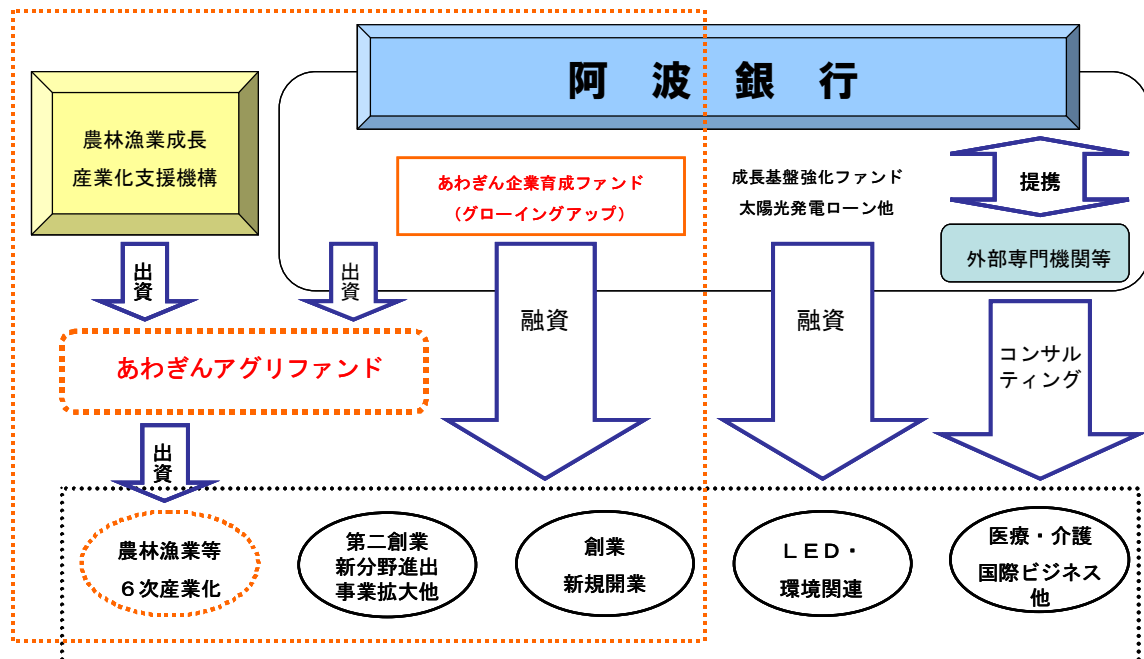 阿波銀行
農林漁業成長
産業化支援機構
あわぎん企業育成ファンド
（グローイングアップ）
成長基盤強化ファンド
太陽光発電ローン他
提携
外部専門機関等
出資
出資
融資
融資
コンサル
ティング
あわぎんアグリファンド
出資
農林漁業等
６次産業化
第二創業
新分野進出
事業拡大他
創業
新規開業
ＬＥＤ・
環境関連
医療・介護
国際ビジネス
他